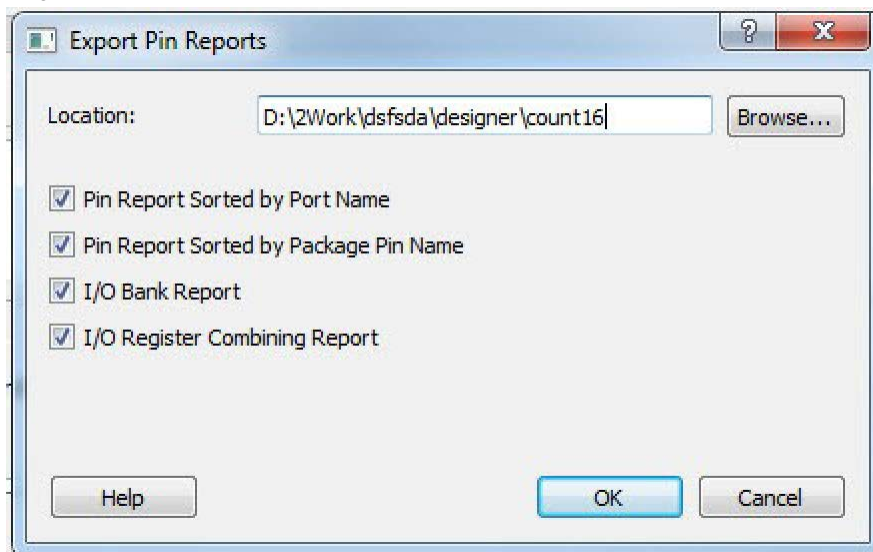 Export Pin Reports
Location: D:\2Work\dsfsda\designer\count16 Browse...
Pin Report Sorted by Port Name
Pin Report Sorted by Package Pin Name
I/O Bank Report
I/O Register Combining Report
Help OK Cancel